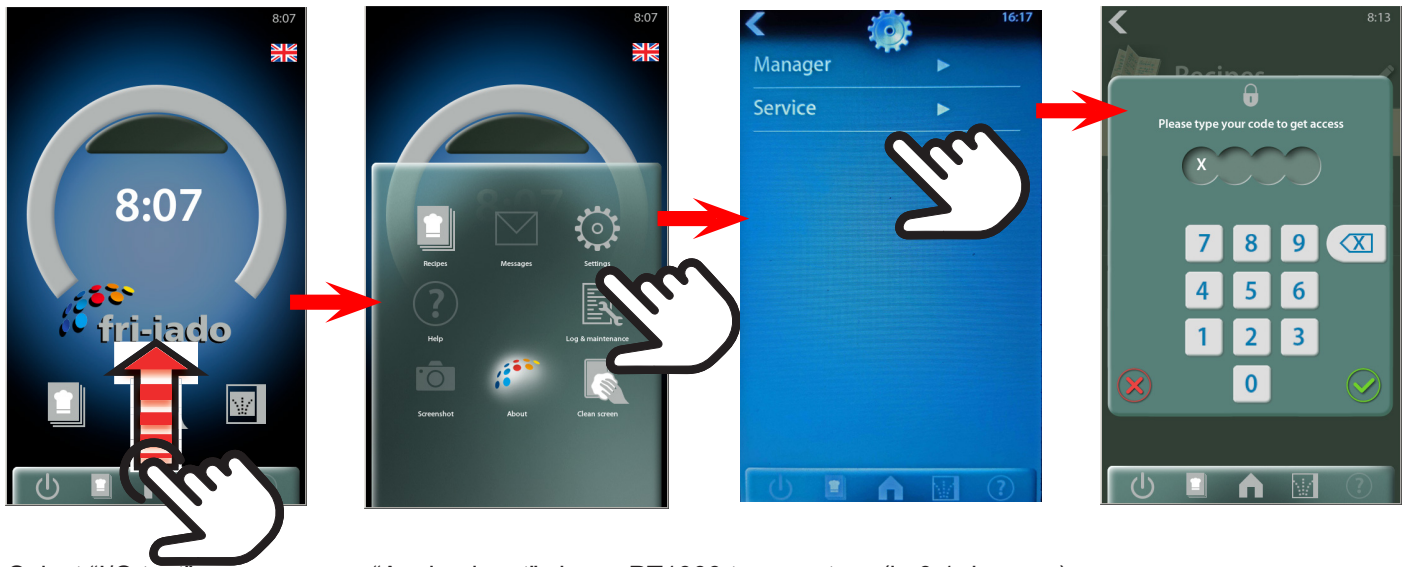 8:07
8:07
fri-jado
8:07
Recipes
Messages
Settings
Help
Log & maintenance
Screenshot
About
Clean screen
16:17
Manager
Service
8:13
Recipes
Please type your code to get access
X
7 8 9 X
4 5 6
1 2 3
0